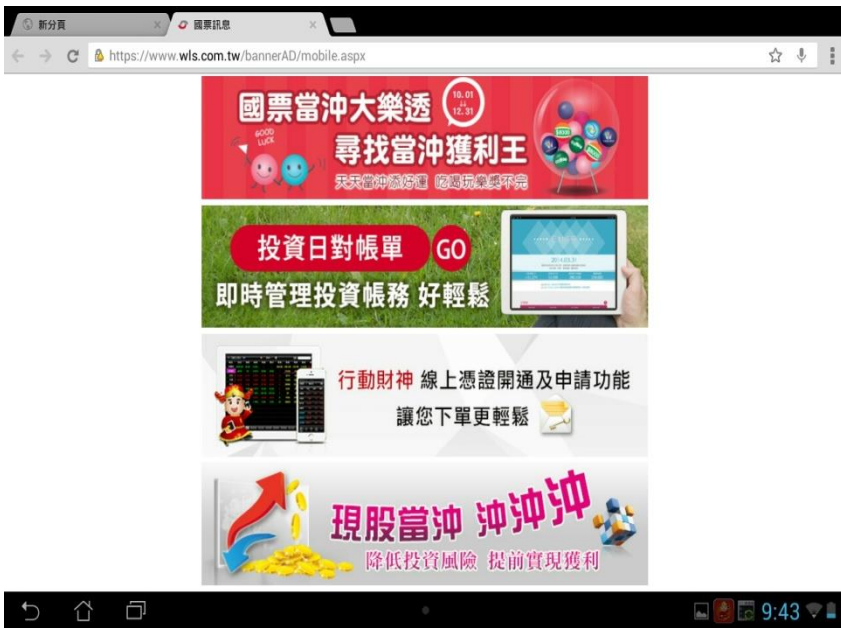 新分頁
國票訊息
https://www.wls.com.tw/bannerAD/mobile.aspx
國票當沖大樂透
10.01
12.31
GOOD
LUCK
尋找當沖獲利王
天天當沖添好運 吃喝玩樂獎不完
投資日對帳單 GO
即時管理投資帳務 好輕鬆
行動財神 線上憑證開通及申請功能
讓您下單更輕鬆
現股當沖 沖沖沖
降低投資風險 提前實現獲利
9:43